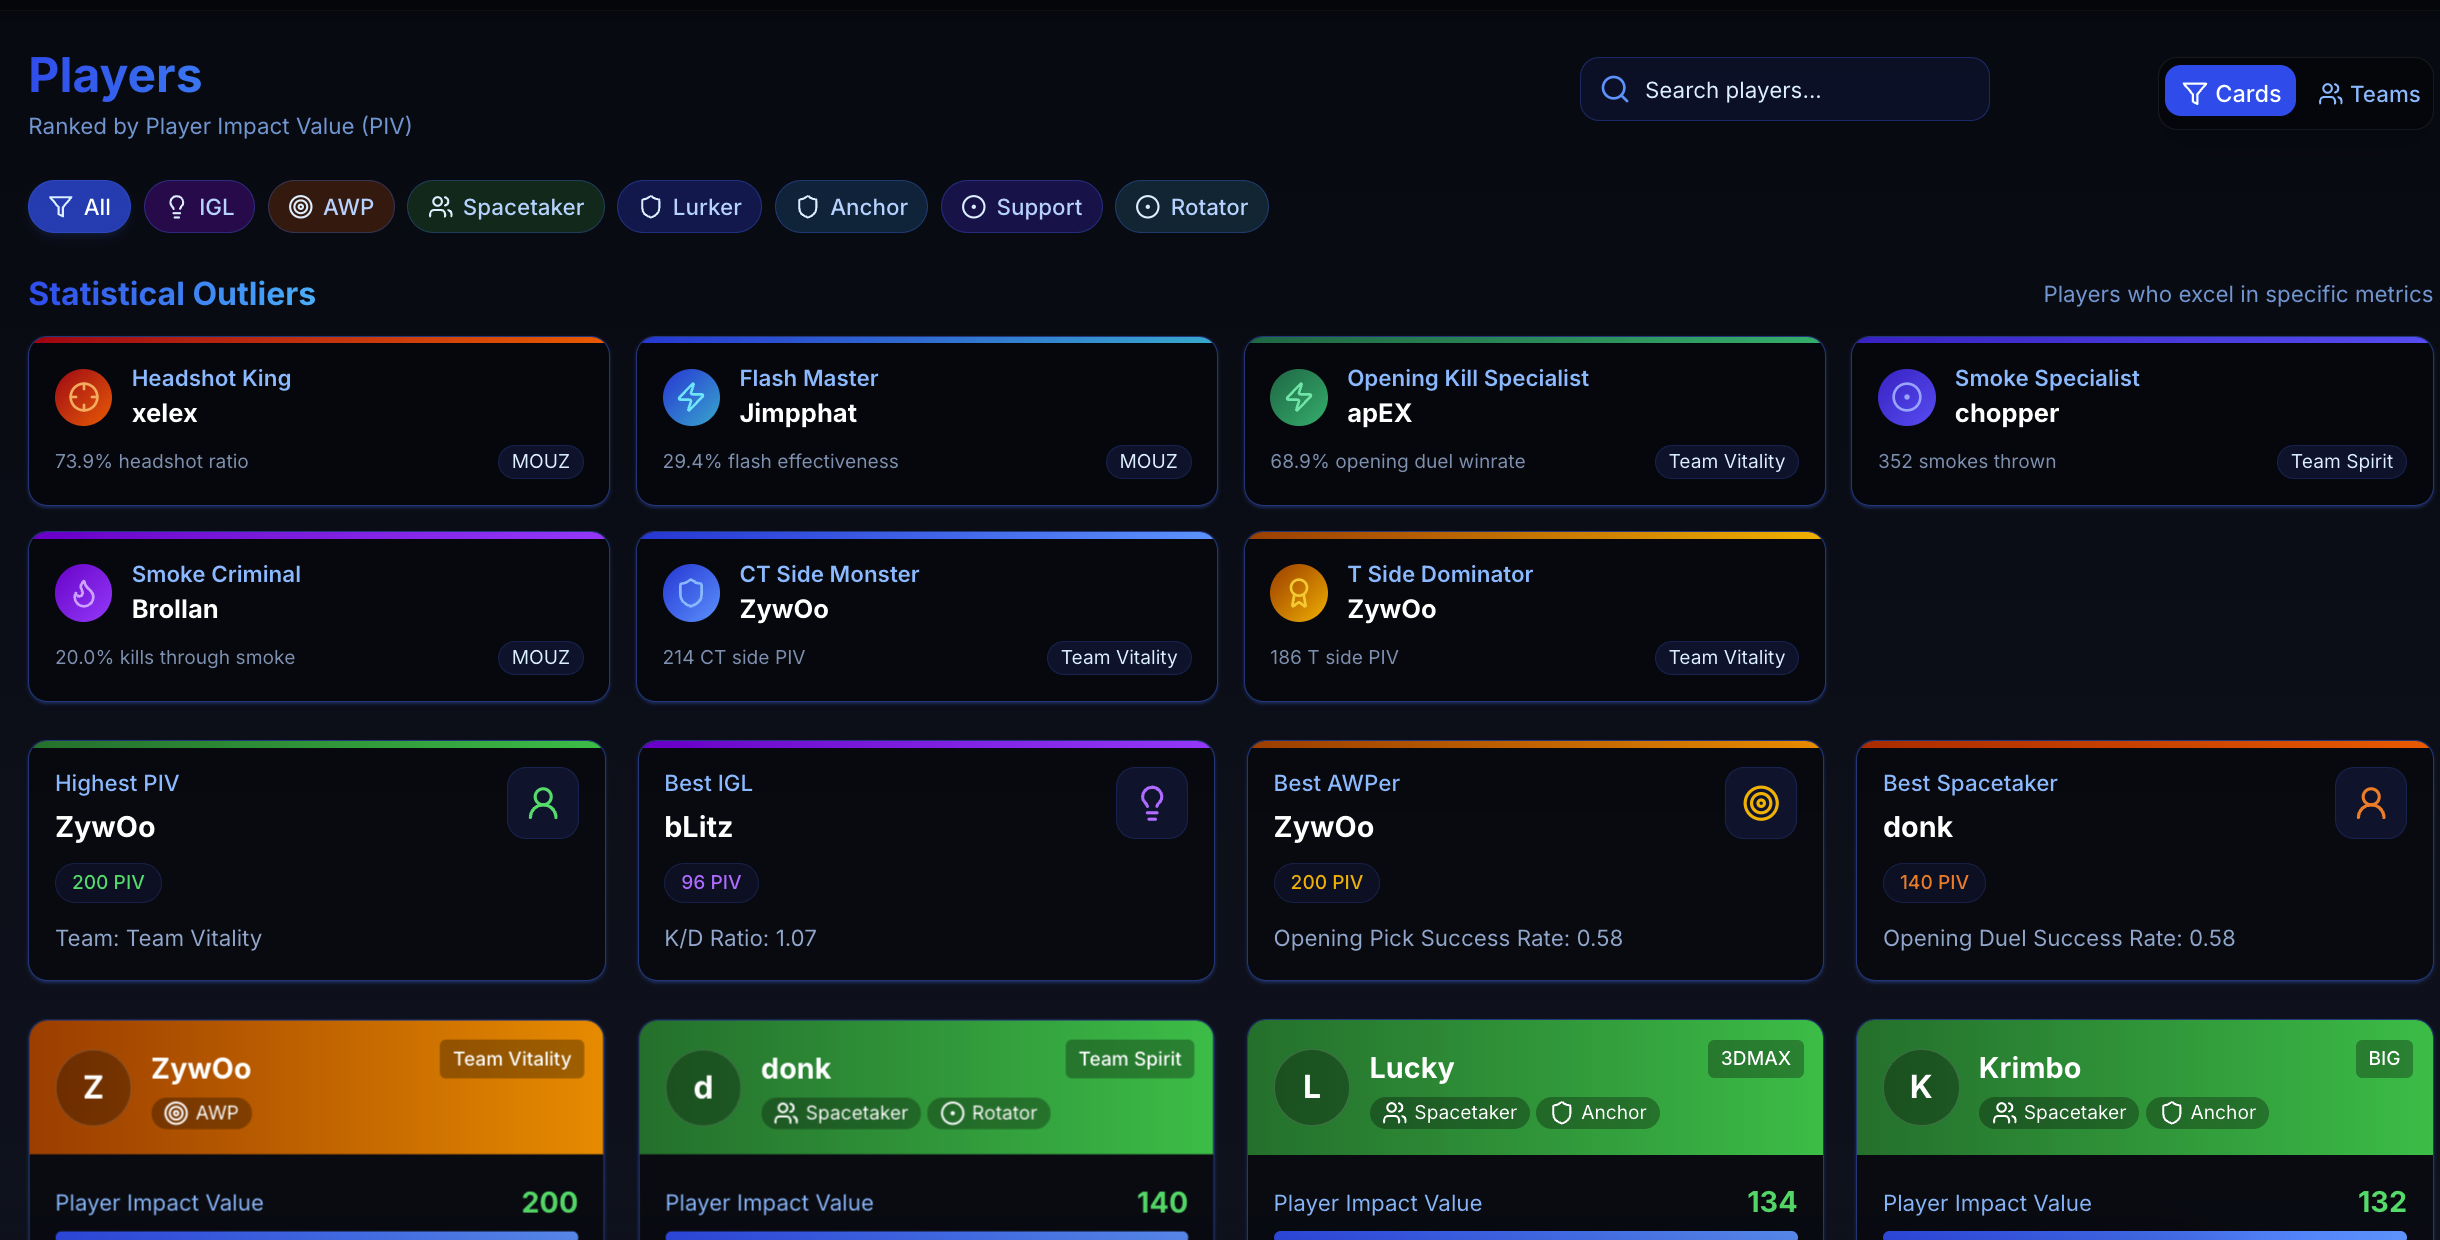 Players
Ranked by Player Impact Value (PIV)
Search players...
Cards
Teams
All
IGL
AWP
Spacetaker
Lurker
Anchor
Support
Rotator
Statistical Outliers
Players who excel in specific metrics
Headshot King
xelex
73.9% headshot ratio
MOUZ
Flash Master
Jimpphat
29.4% flash effectiveness
MOUZ
Opening Kill Specialist
apEX
68.9% opening duel winrate
Team Vitality
Smoke Specialist
chopper
352 smokes thrown
Team Spirit
Smoke Criminal
Brollan
20.0% kills through smoke
MOUZ
CT Side Monster
ZywOo
214 CT side PIV
Team Vitality
T Side Dominator
ZywOo
186 T side PIV
Team Vitality
Highest PIV
ZywOo
200 PIV
Team: Team Vitality
Best IGL
bLitz
96 PIV
K/D Ratio: 1.07
Best AWPer
ZywOo
200 PIV
Opening Pick Success Rate: 0.58
Best Spacetaker
donk
140 PIV
Opening Duel Success Rate: 0.58
Z
ZywOo
Team Vitality
AWP
Player Impact Value
200
d
donk
Team Spirit
Spacetaker
Rotator
Player Impact Value
140
L
Lucky
3DMAX
Spacetaker
Anchor
Player Impact Value
134
K
Krimbo
BIG
Spacetaker
Anchor
Player Impact Value
132